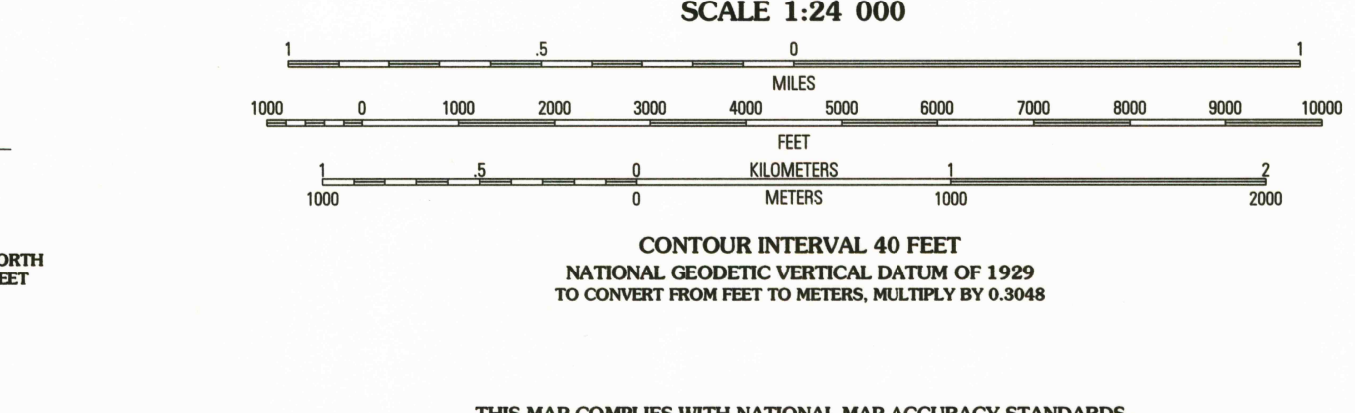 SCALE 1:24 000
1 .5 0 1
MILES
1000 0 1000 2000 3000 4000 5000 6000 7000 8000 9000 10000
FEET
1 .5 0 KILOMETERS 1 2
1000 0 METERS 1000 2000
CONTOUR INTERVAL 40 FEET
NATIONAL GEODETIC VERTICAL DATUM OF 1929
TO CONVERT FROM FEET TO METERS, MULTIPLY BY 0.3048
ORTH
EET
THIS MAP COMPLIES WITH NATIONAL MAP ACCURACY STANDARDS